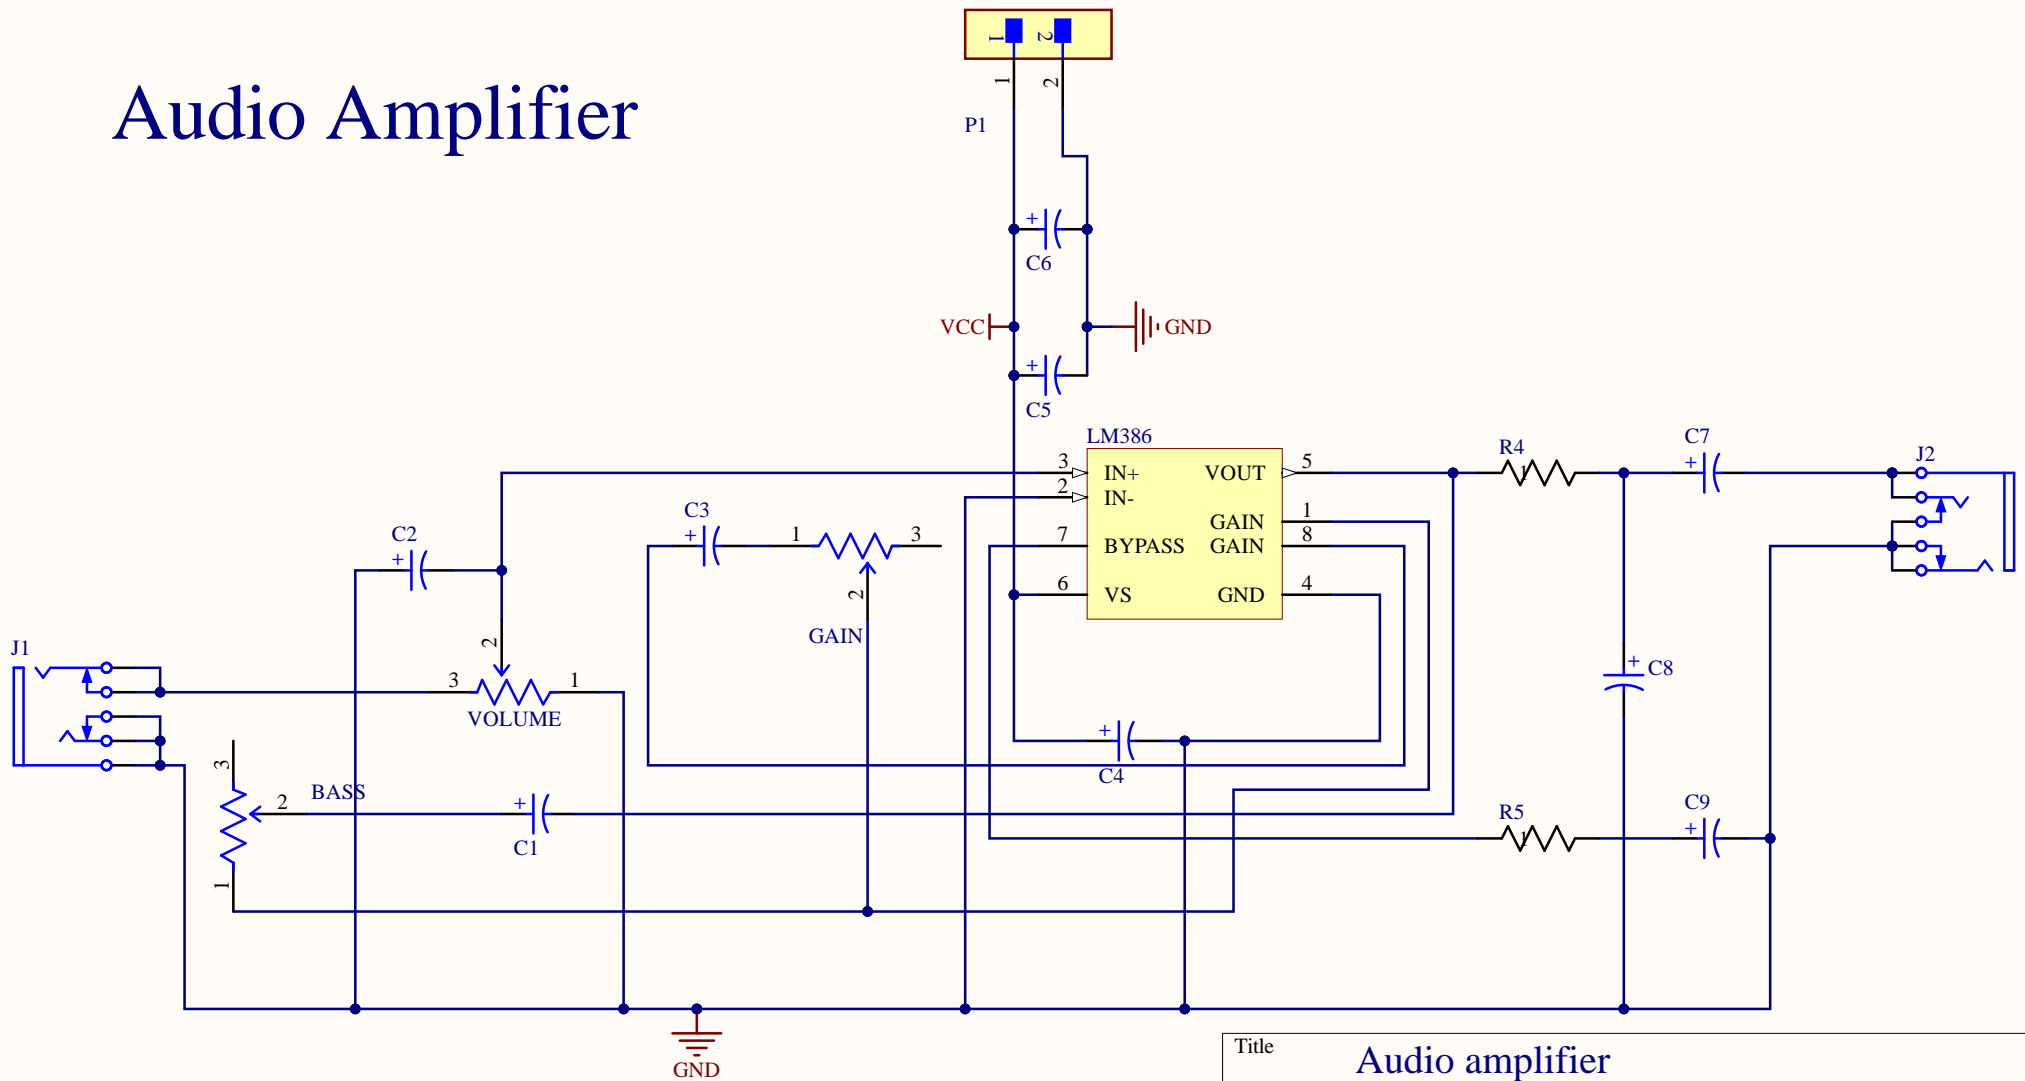 Audio Amplifier
1 2
1 2
P1
+
C6
VCC GND
+
C5
LM386
3 IN+ VOUT 5
2 IN-
GAIN 1
7 BYPASS GAIN 8
6 VS GND 4
R4
1
C7
+
J2
C3
+
1 3
2
GAIN
C2
+
2
3 1
VOLUME
J1
+
C8
+
C4
3
2 BASS
1
+
C1
R5
1
C9
+
GND
Title
Audio amplifier